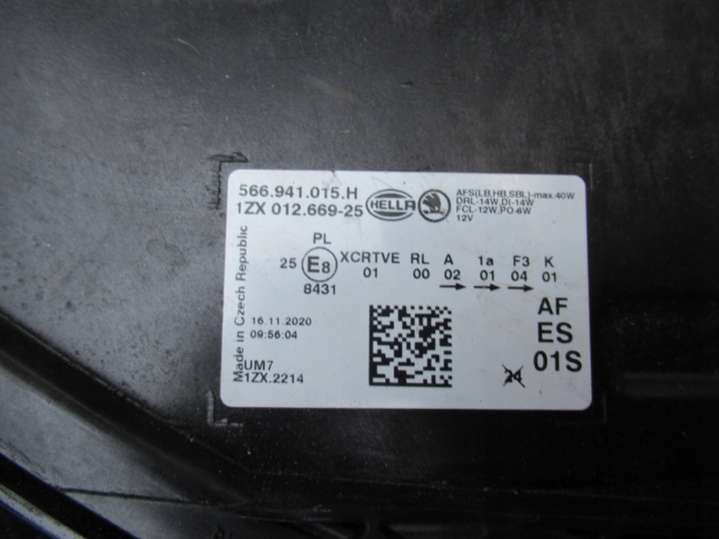 566.941.015.H
1ZX 012.669-25
HELLA
AFS(LB,HB,SBL)-max.40W
DRL-14W,DI-14W
FCL-12W,PO-6W
12V
PL
25 E8 XCRTVE RL A 1a F3 K
01 00 02 01 04 01
8431
Made in Czech Republic
16.11.2020
09:56:04
UM7
Z1ZX.2214
AF
ES
01S
24